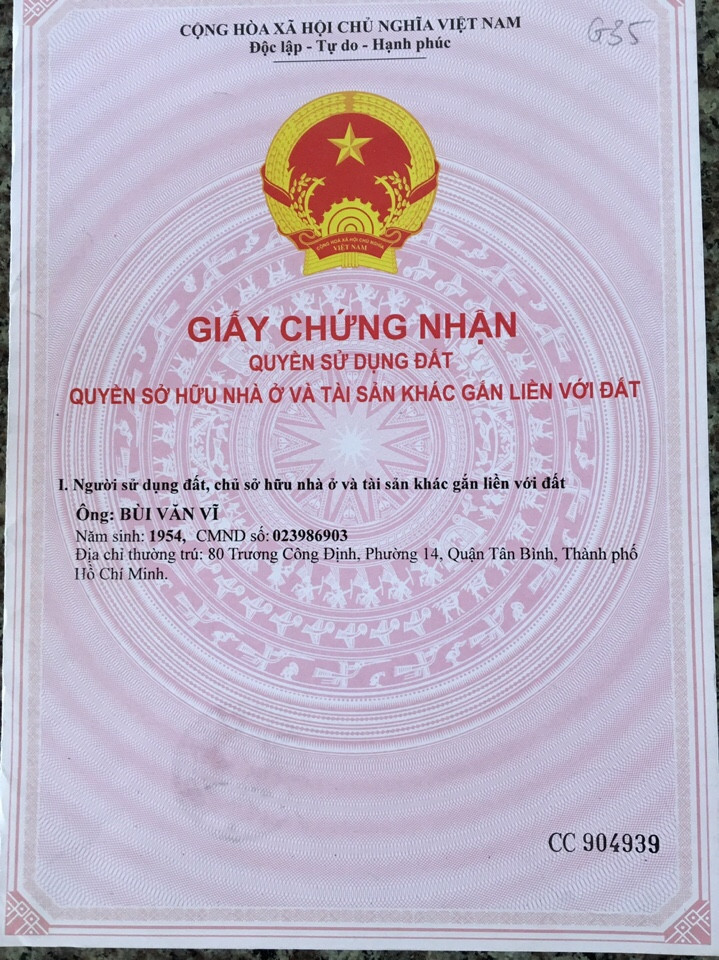 CỘNG HÒA XÃ HỘI CHỦ NGHĨA VIỆT NAM
G35
Độc lập - Tự do - Hạnh phúc
CỘNG HÒA XÃ HỘI CHỦ NGHĨA
VIỆT NAM
GIẤY CHỨNG NHẬN
QUYỀN SỬ DỤNG ĐẤT
QUYỀN SỞ HỮU NHÀ Ở VÀ TÀI SẢN KHÁC GẮN LIỀN VỚI ĐẤT
I. Người sử dụng đất, chủ sở hữu nhà ở và tài sản khác gắn liền với đất
Ông: BÙI VĂN VĨ
Năm sinh: 1954, CMND số: 023986903
Địa chỉ thường trú: 80 Trương Công Định, Phường 14, Quận Tân Bình, Thành phố
Hồ Chí Minh.
CC 904939